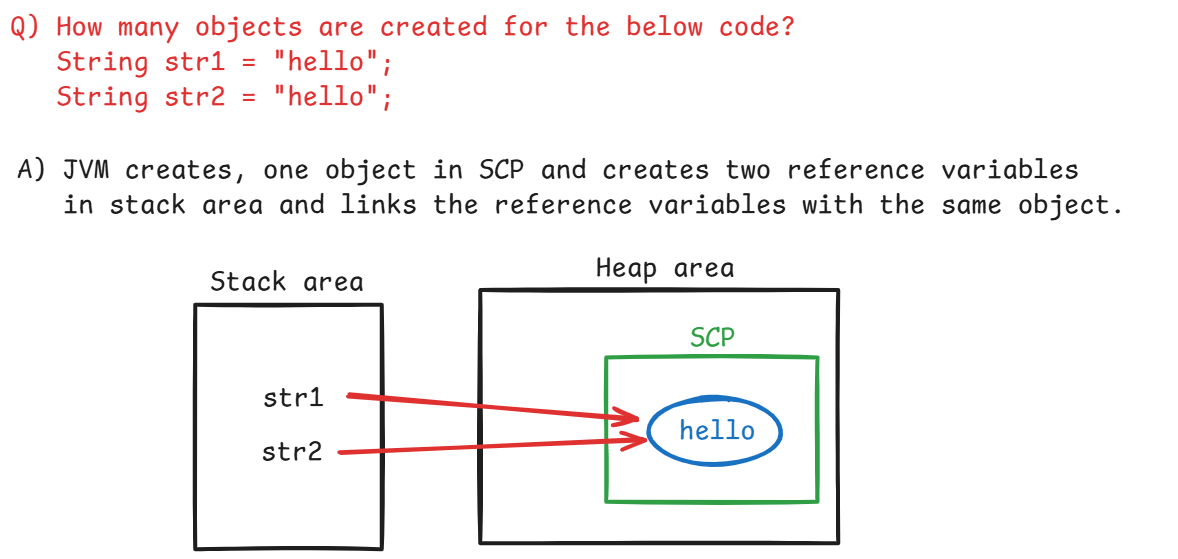 Q) How many objects are created for the below code?
String str1 = "hello";
String str2 = "hello";
A) JVM creates, one object in SCP and creates two reference variables
in stack area and links the reference variables with the same object.
Stack area
Heap area
SCP
str1
hello
str2